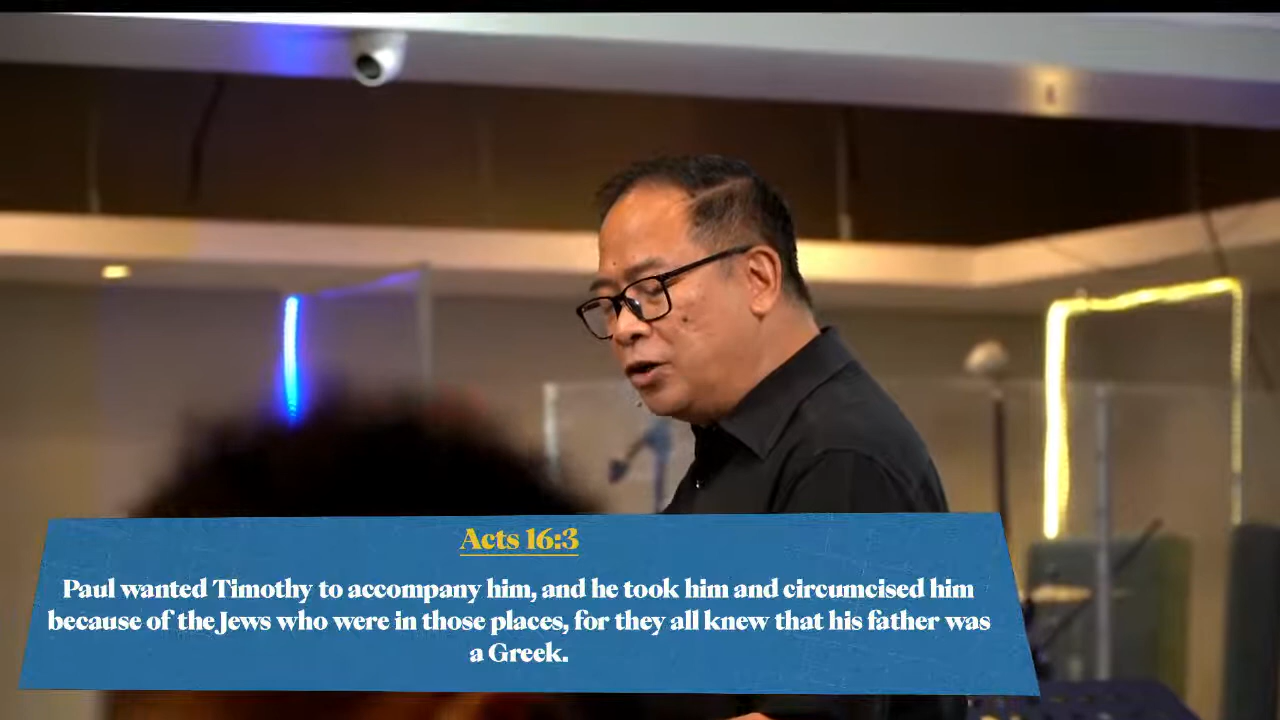 Acts 16:3
Paul wanted Timothy to accompany him, and he took him and circumcised him
because of the Jews who were in those places, for they all knew that his father was
a Greek.